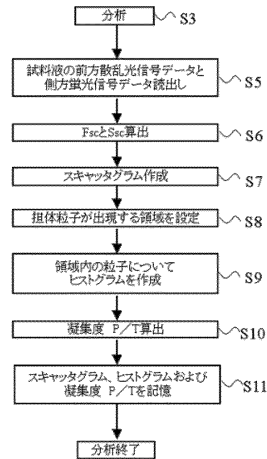 分析
S3
試料液の前方散乱光信号データと
側方蛍光信号データ読出し
S5
FscとSsc算出
S6
スキャッタグラム作成
S7
担体粒子が出現する領域を設定
S8
領域内の粒子について
ヒストグラムを作成
S9
凝集度 P/T算出
S10
スキャッタグラム、ヒストグラムおよび
凝集度 P/Tを記憶
S11
分析終了